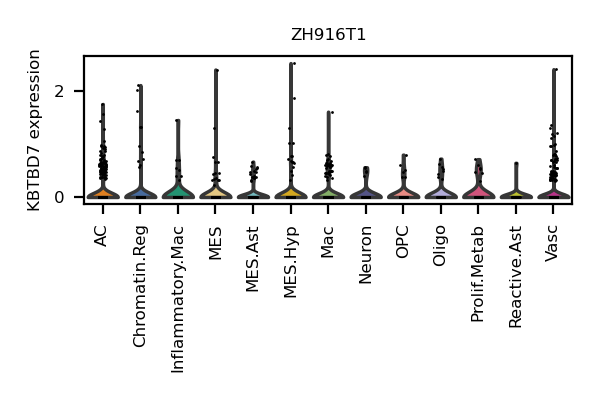 ZH916T1
KBTBD7 expression
2
0
AC
Chromatin.Reg
Inflammatory.Mac
MES
MES.Ast
MES.Hyp
Mac
Neuron
OPC
Oligo
Prolif.Metab
Reactive.Ast
Vasc